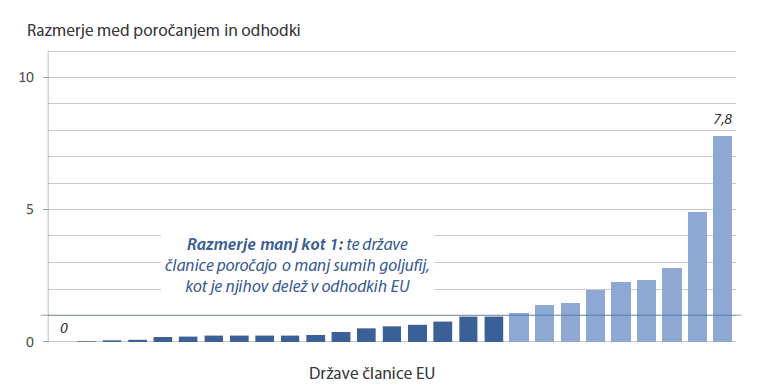 Razmerje med poročanjem in odhodki
10
7,8
5
Razmerje manj kot 1: te države
članice poročajo o manj sumih goljufij,
kot je njihov delež v odhodkih EU
0
0
Države članice EU